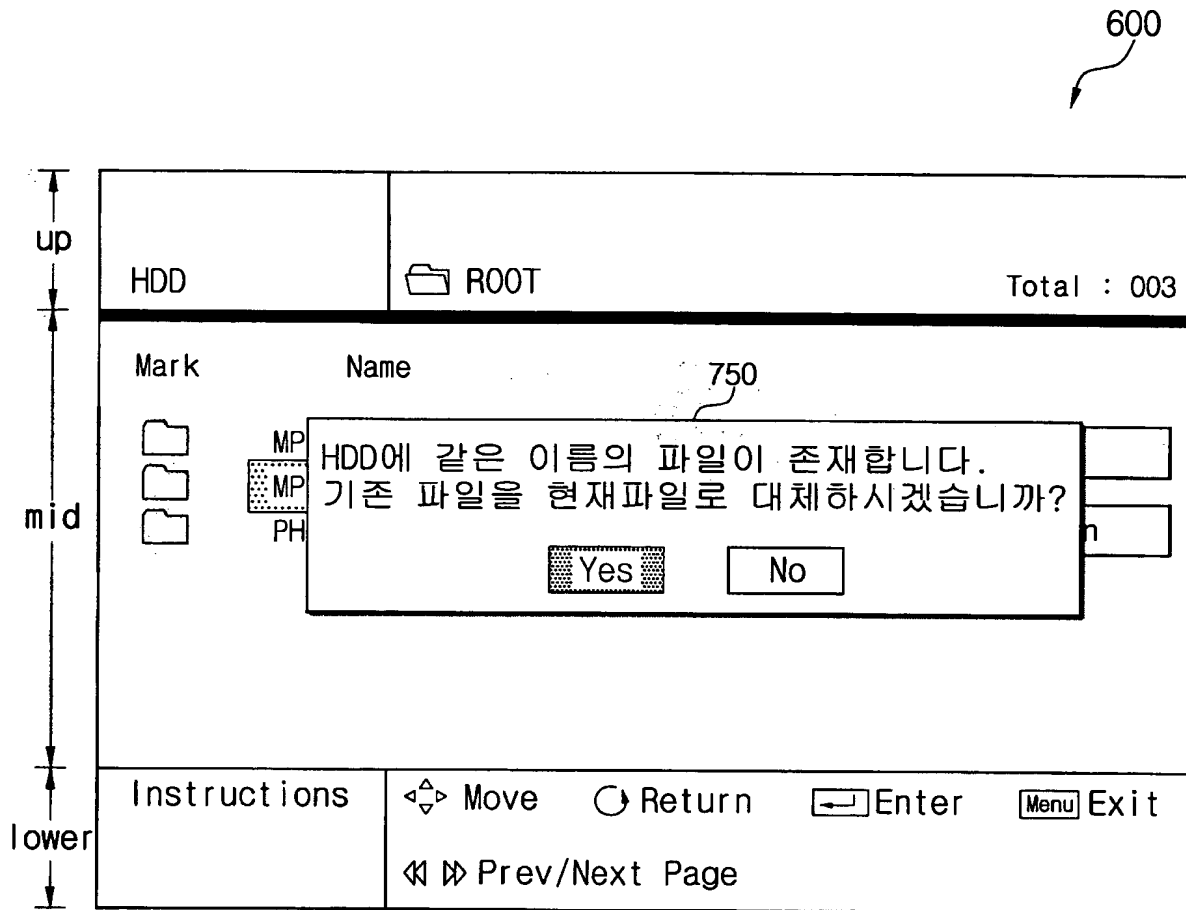 600
up
HDD
ROOT
Total : 003
Mark Name
750
MP
HDD에 같은 이름의 파일이 존재합니다.
MP
기존 파일을 현재파일로 대체하시겠습니까?
mid
PH
n
Yes No
Instructions
Move Return Enter Menu Exit
lower
Prev/Next Page